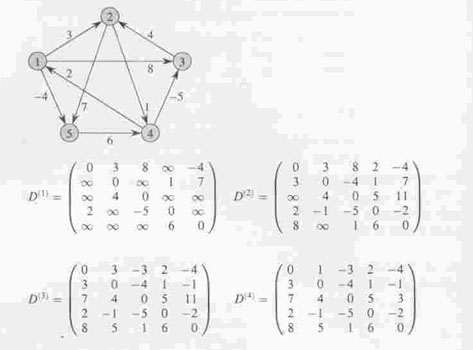 2
3
4
1
8
3
2
-4
7
1
-5
5
6
4
D(1) = ( 0 3 8 ∞ -4 )
( ∞ 0 ∞ 1 7 )
( ∞ 4 0 ∞ ∞ )
( 2 ∞ -5 0 ∞ )
( ∞ ∞ ∞ 6 0 )
D(2) = ( 0 3 8 2 -4 )
( 3 0 -4 1 7 )
( ∞ 4 0 5 11 )
( 2 -1 -5 0 -2 )
( 8 ∞ 1 6 0 )
D(3) = ( 0 3 -3 2 -4 )
( 3 0 -4 1 -1 )
( 7 4 0 5 11 )
( 2 -1 -5 0 -2 )
( 8 5 1 6 0 )
D(4) = ( 0 1 -3 2 -4 )
( 3 0 -4 1 -1 )
( 7 4 0 5 3 )
( 2 -1 -5 0 -2 )
( 8 5 1 6 0 )